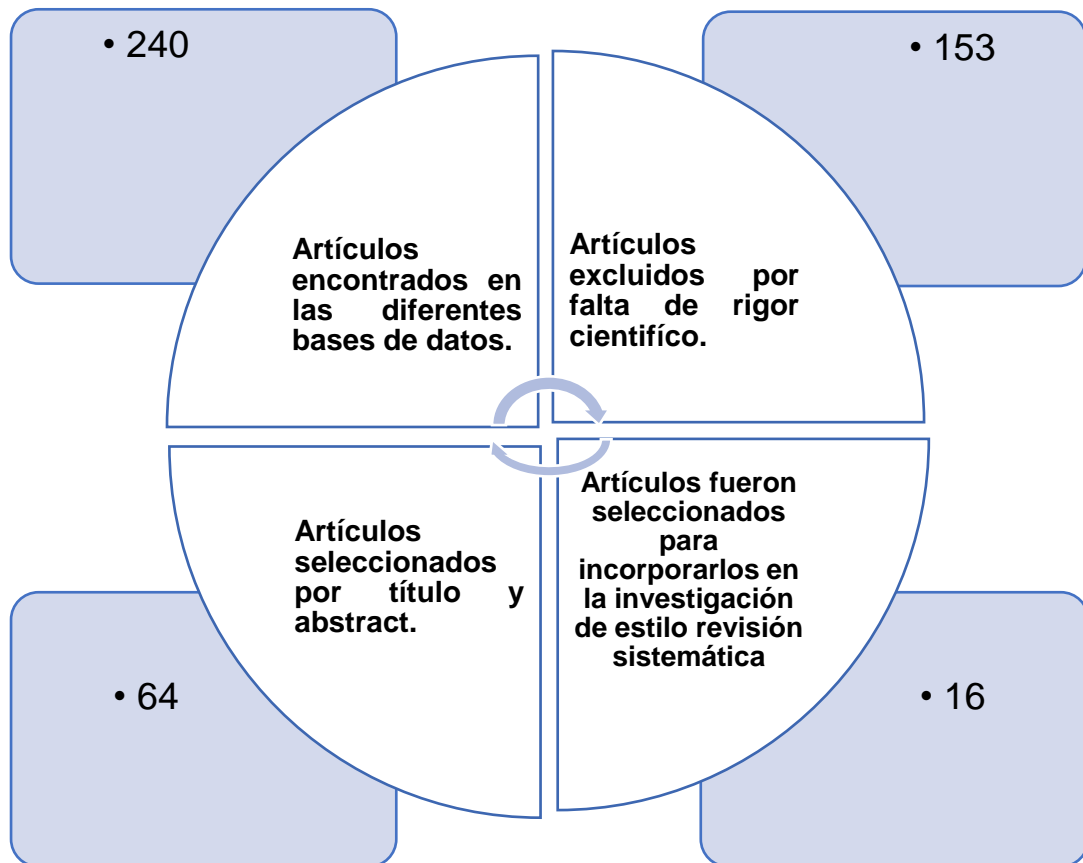 • 240
Artículos
encontrados en
las diferentes
bases de datos.
• 153
Artículos
excluidos por
falta de rigor
cientifíco.
Artículos
seleccionados
por título y
abstract.
• 64
Artículos fueron
seleccionados
para
incorporarlos en
la investigación
de estilo revisión
sistemática
• 16